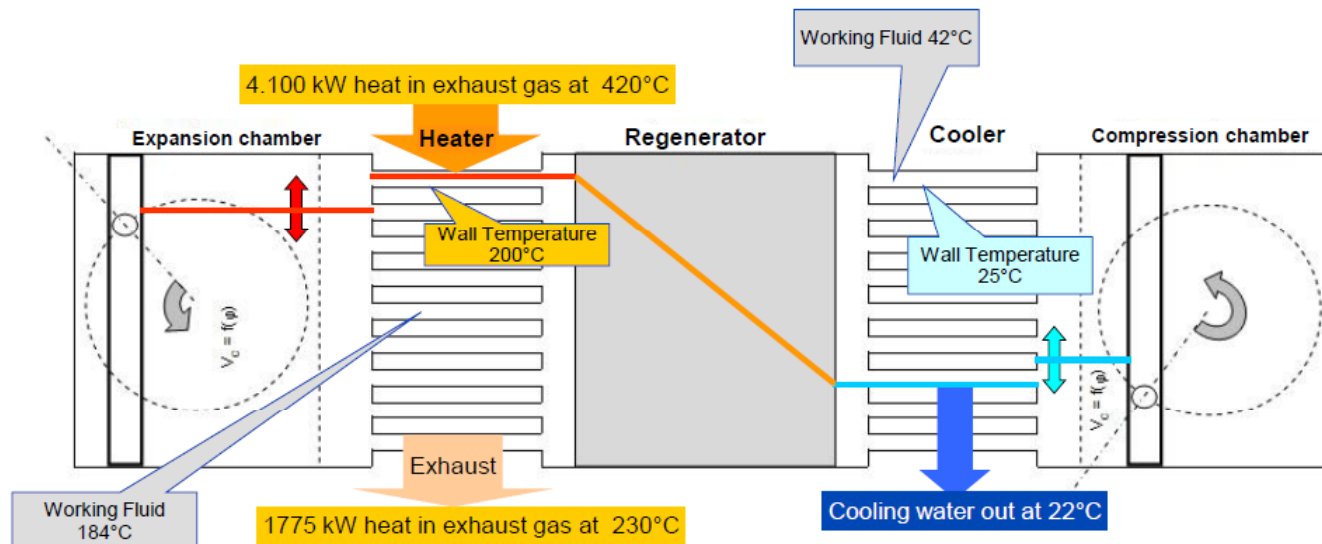 Working Fluid 42°C
4.100 kW heat in exhaust gas at 420°C
Expansion chamber
Heater
Regenerator
Cooler
Compression chamber
Wall Temperature
200°C
Wall Temperature
25°C
V_C = f(φ)
V_C = f(φ)
Exhaust
Working Fluid
184°C
1775 kW heat in exhaust gas at 230°C
Cooling water out at 22°C